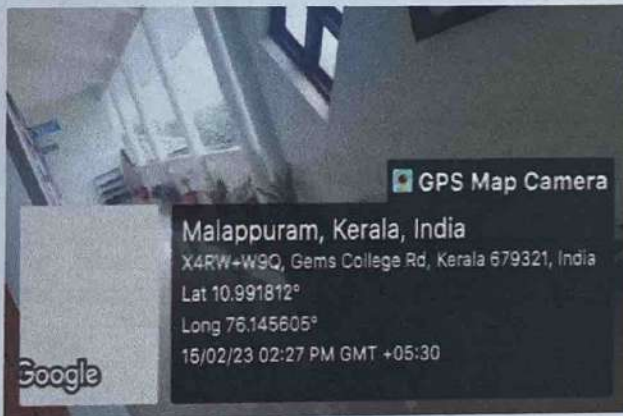 GPS Map Camera
Malappuram, Kerala, India
X4RW+W9Q, Gems College Rd, Kerala 679321, India
Lat 10.991812°
Long 76.145605°
15/02/23 02:27 PM GMT +05:30
Google